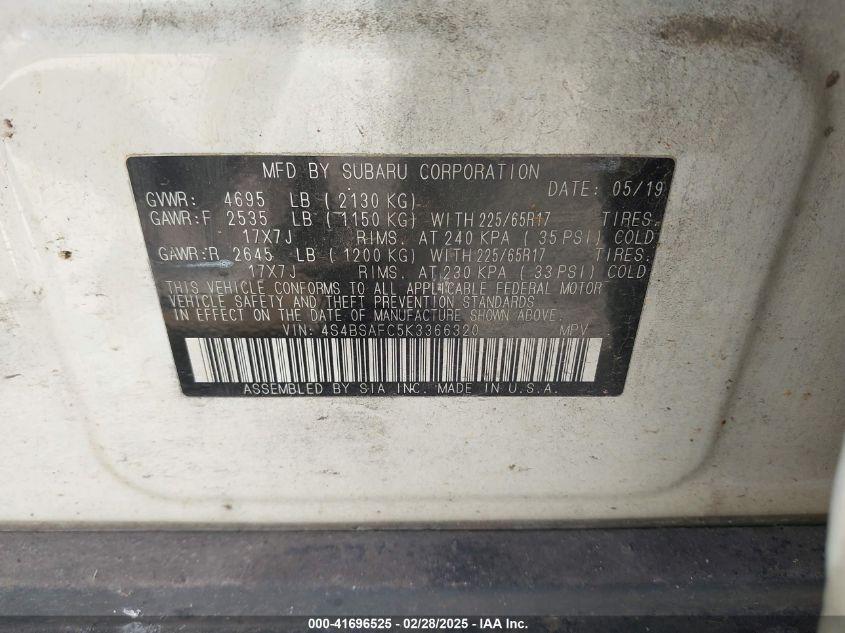 MFD BY SUBARU CORPORATION
DATE: 05/19
GVWR: 4695 LB ( 2130 KG)
GAWR:F 2535 LB ( 1150 KG) WITH 225/65R17 TIRES.
17X7J RIMS. AT 240 KPA ( 35 PSI) COLD
GAWR:R 2645 LB ( 1200 KG) WITH 225/65R17 TIRES.
17X7J RIMS. AT 230 KPA ( 33 PSI) COLD
THIS VEHICLE CONFORMS TO ALL APPLICABLE FEDERAL MOTOR
VEHICLE SAFETY AND THEFT PREVENTION STANDARDS
IN EFFECT ON THE DATE OF MANUFACTURE SHOWN ABOVE.
VIN: 4S4BSAFC5K3366320 MPV
ASSEMBLED BY SIA INC. MADE IN U.S.A.
000-41696525 - 02/28/2025 - IAA Inc.